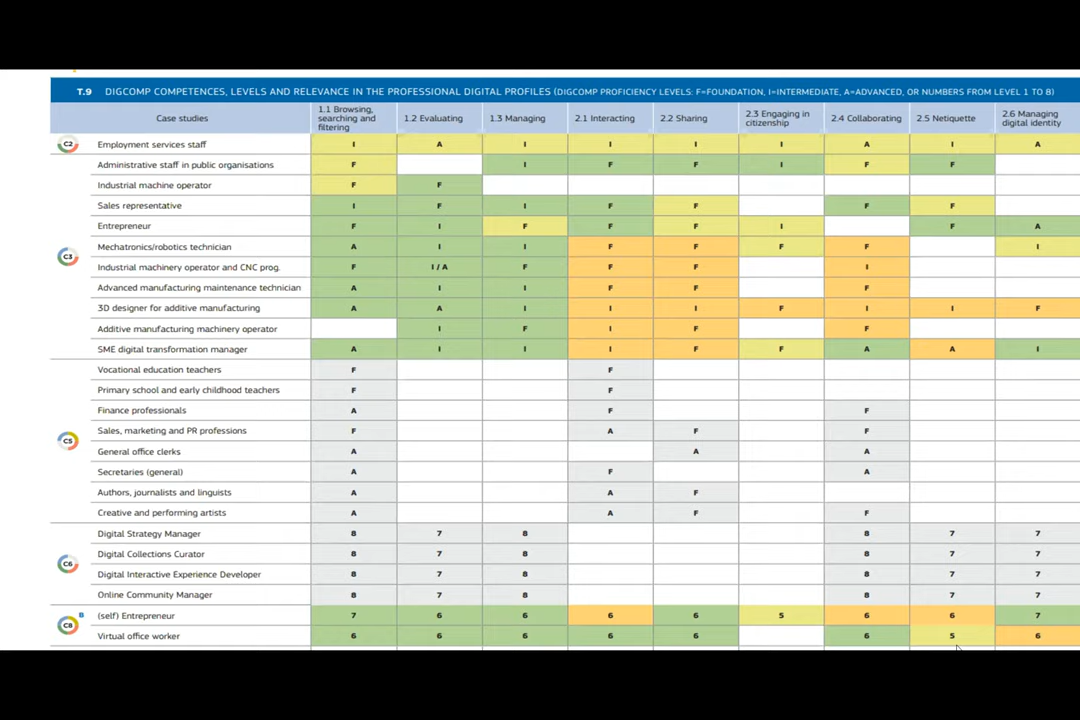 T.9 DIGCOMP COMPETENCES, LEVELS AND RELEVANCE IN THE PROFESSIONAL DIGITAL PROFILES (DIGCOMP PROFICIENCY LEVELS: F=FOUNDATION, I=INTERMEDIATE, A=ADVANCED, OR NUMBERS FROM LEVEL 1 TO 8)
Case studies 1.1 Browsing, searching and filtering 1.2 Evaluating 1.3 Managing 2.1 Interacting 2.2 Sharing 2.3 Engaging in citizenship 2.4 Collaborating 2.5 Netiquette 2.6 Managing digital identity
C2 Employment services staff I A I I I I A I A
Administrative staff in public organisations F I F F I F F
Industrial machine operator F F
Sales representative I F I F F F F
Entrepreneur F I F F F I F A
C3 Mechatronics/robotics technician A I I F F F F I
Industrial machinery operator and CNC prog. F I / A F F F I
Advanced manufacturing maintenance technician A I I F F F
3D designer for additive manufacturing A A I I I F I I F
Additive manufacturing machinery operator I F I F F
SME digital transformation manager A I I I F F A A I
Vocational education teachers F F
Primary school and early childhood teachers F F
Finance professionals A F F
C5 Sales, marketing and PR professions F A F F
General office clerks A A A
Secretaries (general) A F A
Authors, journalists and linguists A A F
Creative and performing artists A A F F
Digital Strategy Manager 8 7 8 8 7 7
C6 Digital Collections Curator 8 7 8 8 7 7
Digital Interactive Experience Developer 8 7 8 8 7 7
Online Community Manager 8 7 8 8 7 7
C8 B (self) Entrepreneur 7 6 6 6 6 5 6 6 7
Virtual office worker 6 6 6 6 6 6 5 6